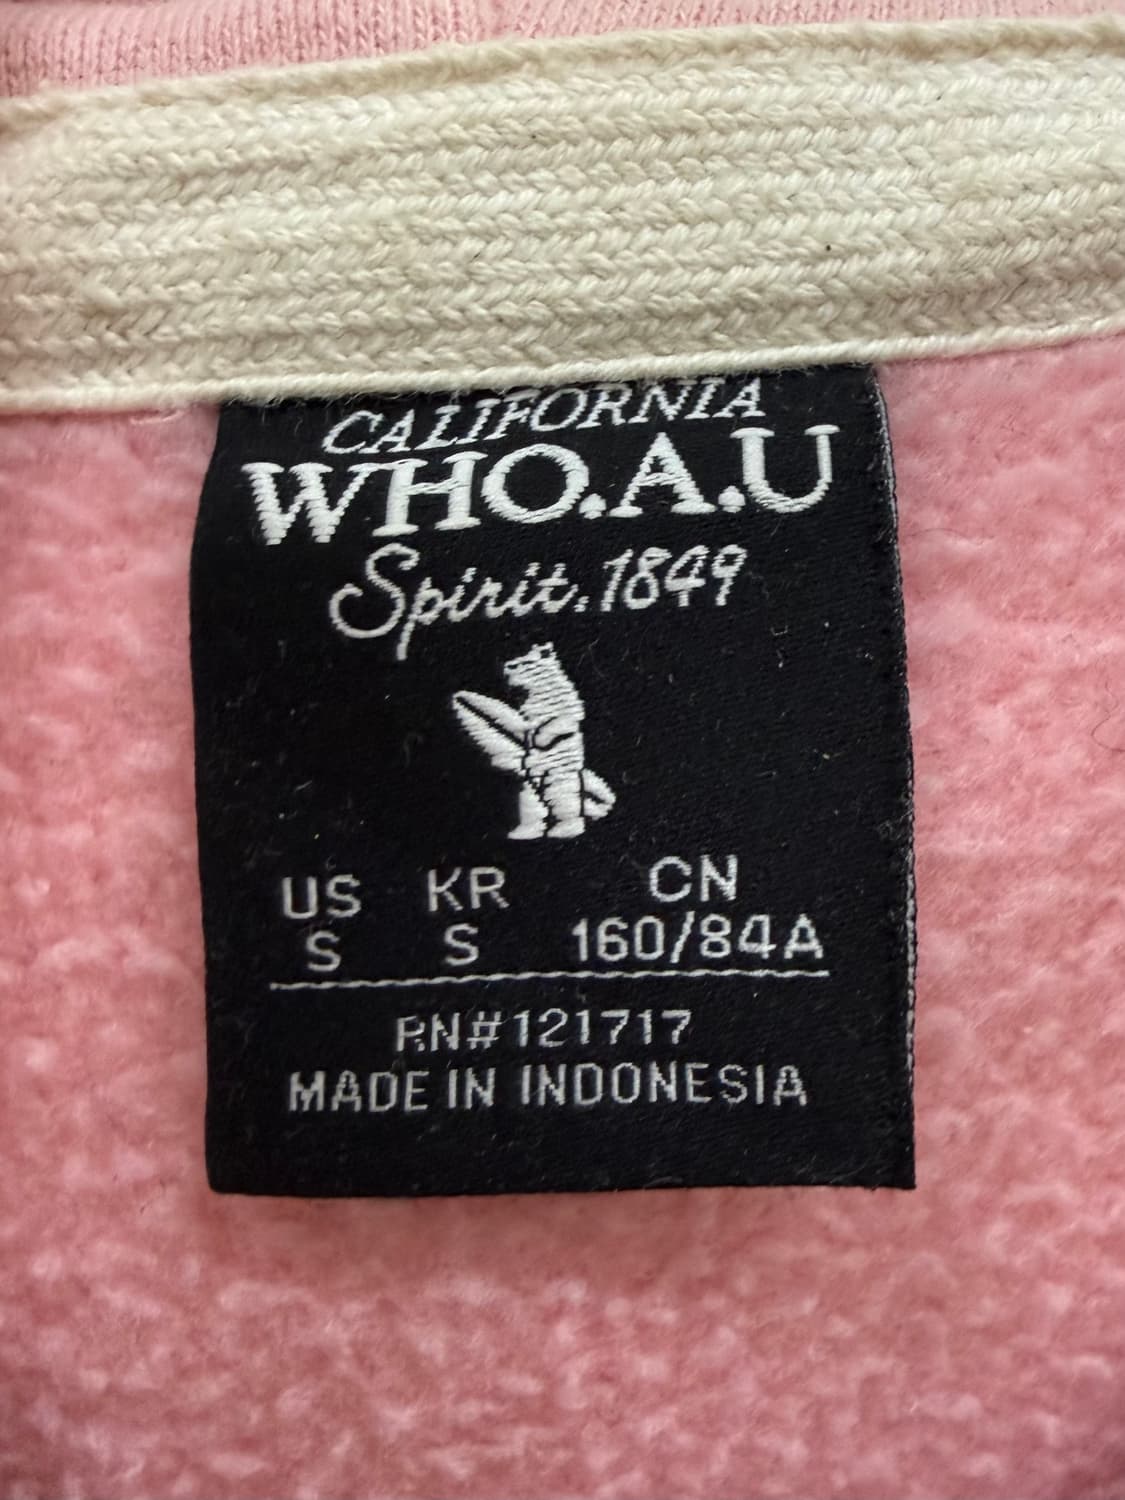 CALIFORNIA
WHO.A.U
Spirit.1849
US KR CN
S S 160/84A
RN#121717
MADE IN INDONESIA